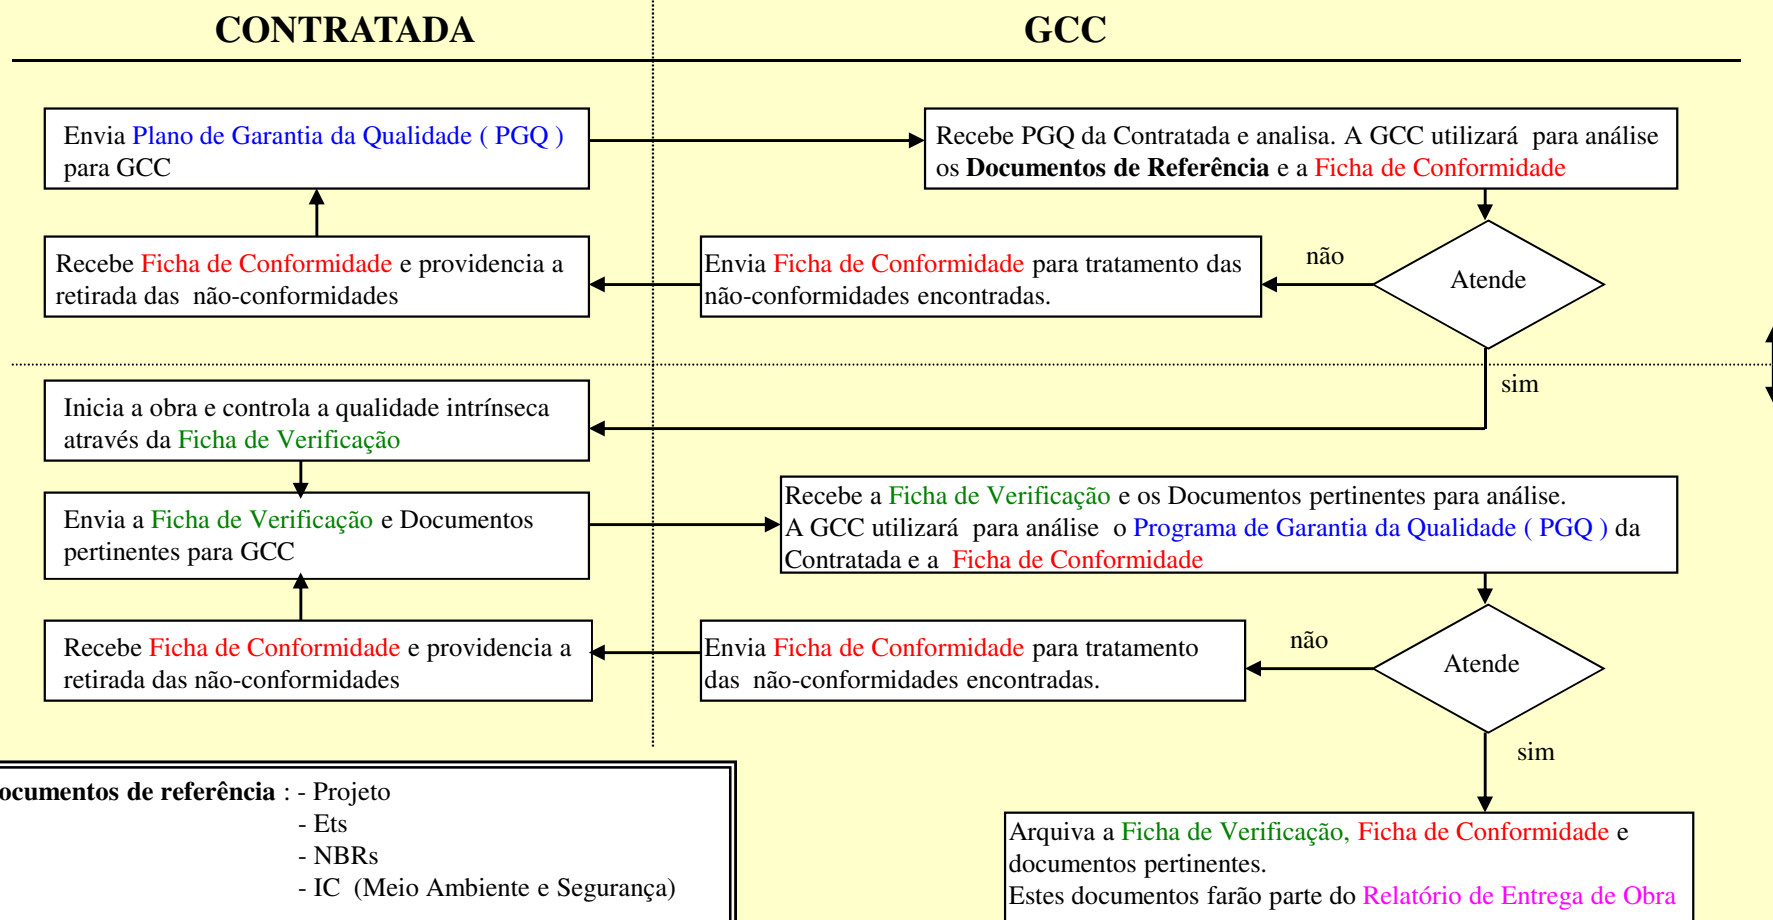 CONTRATADA
GCC
Envia Plano de Garantia da Qualidade ( PGQ )
para GCC
Recebe PGQ da Contratada e analisa. A GCC utilizará para análise
os Documentos de Referência e a Ficha de Conformidade
Recebe Ficha de Conformidade e providencia a
retirada das não-conformidades
Envia Ficha de Conformidade para tratamento das
não-conformidades encontradas.
não
Atende
sim
Inicia a obra e controla a qualidade intrínseca
através da Ficha de Verificação
Envia a Ficha de Verificação e Documentos
pertinentes para GCC
Recebe a Ficha de Verificação e os Documentos pertinentes para análise.
A GCC utilizará para análise o Programa de Garantia da Qualidade ( PGQ ) da
Contratada e a Ficha de Conformidade
Recebe Ficha de Conformidade e providencia a
retirada das não-conformidades
Envia Ficha de Conformidade para tratamento
das não-conformidades encontradas.
não
Atende
sim
ocumentos de referência : - Projeto
- Ets
- NBRs
- IC (Meio Ambiente e Segurança)
Arquiva a Ficha de Verificação, Ficha de Conformidade e
documentos pertinentes.
Estes documentos farão parte do Relatório de Entrega de Obra